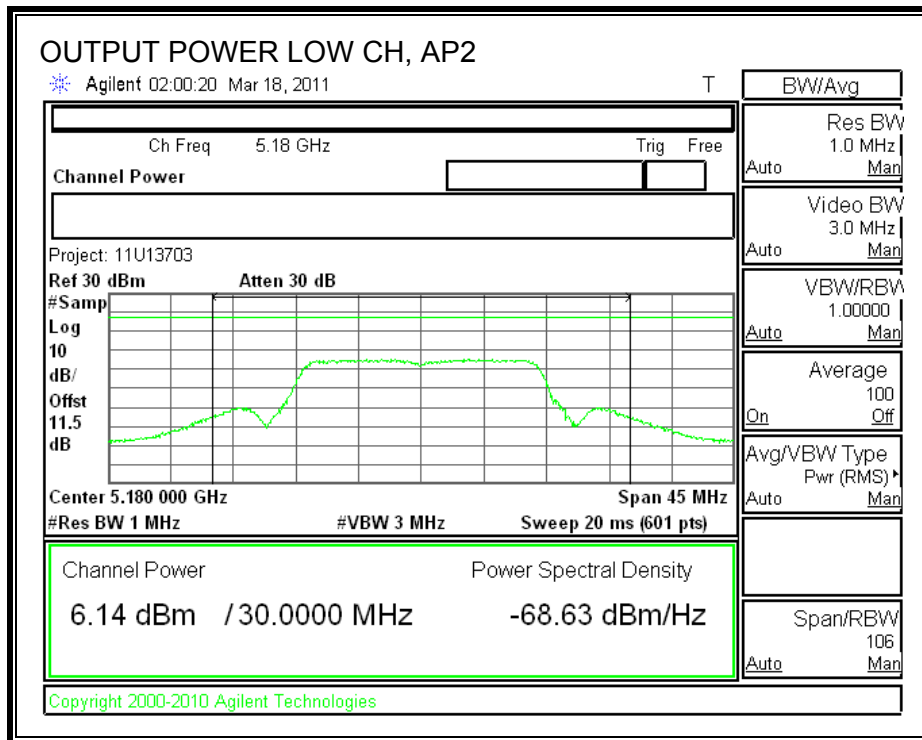 OUTPUT POWER LOW CH, AP2
Agilent 02:00:20 Mar 18, 2011 T
BW/Avg
Ch Freq 5.18 GHz Trig Free
Channel Power
Res BW
1.0 MHz
Auto Man
Video BW
3.0 MHz
Auto Man
Project: 11U13703
Ref 30 dBm Atten 30 dB
#Samp
Log
10
dB/
Offst
11.5
dB
VBW/RBW
1.00000
Auto Man
Average
100
On Off
Avg/VBW Type
Pwr (RMS)
Auto Man
Center 5.180 000 GHz Span 45 MHz
#Res BW 1 MHz #VBW 3 MHz Sweep 20 ms (601 pts)
Channel Power Power Spectral Density
6.14 dBm / 30.0000 MHz -68.63 dBm/Hz
Span/RBW
106
Auto Man
Copyright 2000-2010 Agilent Technologies